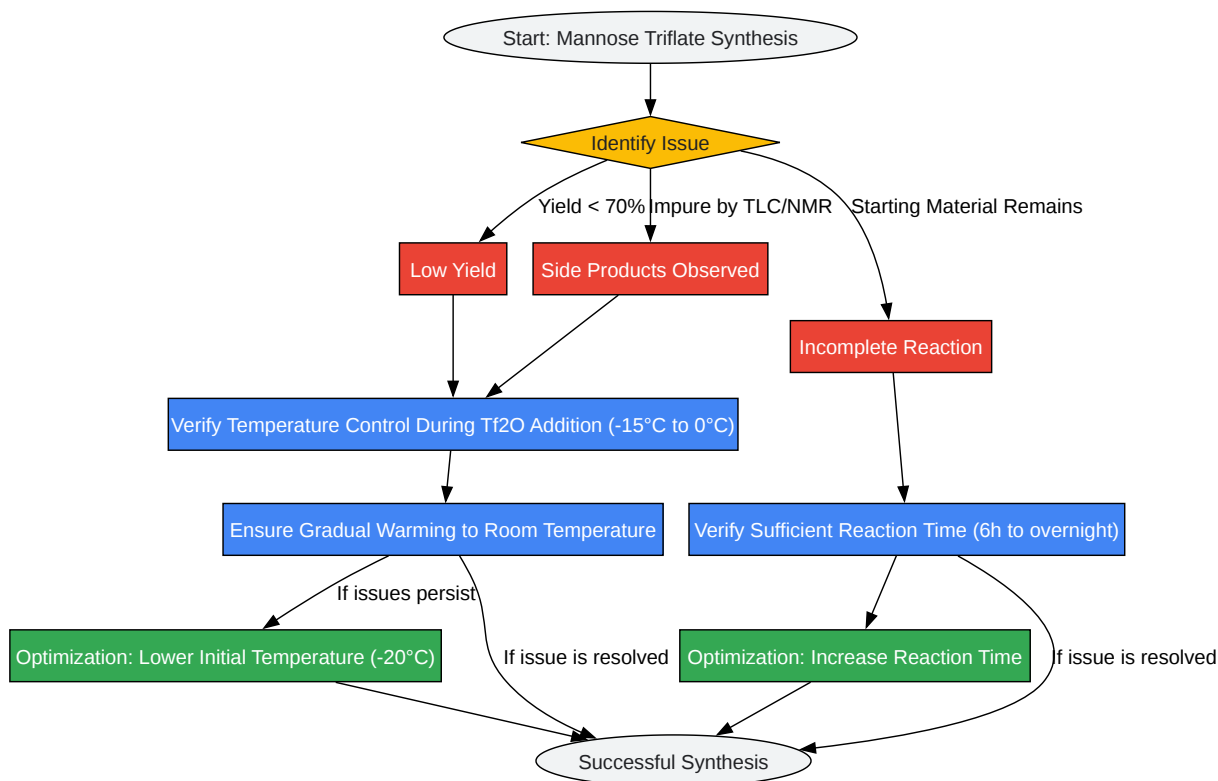 Start: Mannose Triflate Synthesis
Identify Issue
Yield < 70%
Impure by TLC/NMR
Starting Material Remains
Low Yield
Side Products Observed
Incomplete Reaction
Verify Temperature Control During Tf2O Addition (-15°C to 0°C)
Ensure Gradual Warming to Room Temperature
Verify Sufficient Reaction Time (6h to overnight)
If issues persist
Optimization: Lower Initial Temperature (-20°C)
If issue is resolved
Optimization: Increase Reaction Time
If issue is resolved
Successful Synthesis